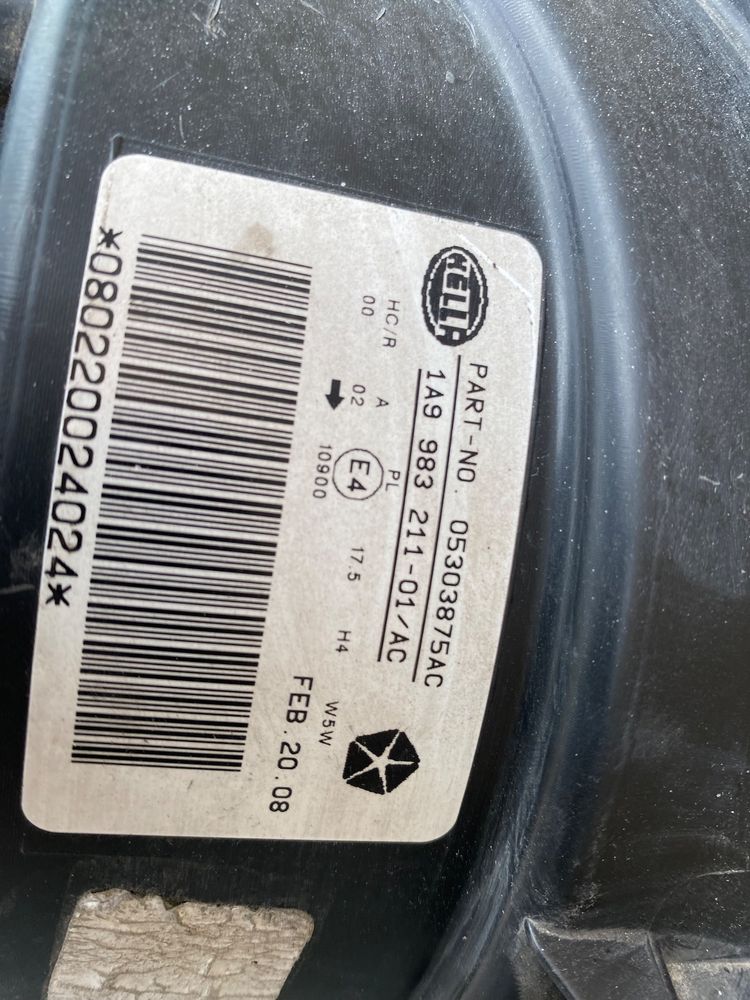 HELLA
PART-NO. 05303875AC
1A9 983 211-01/AC
HC/R A PL
00 02 E4 17.5 H4 W5W
10900
FEB.20.08
*080220024024*